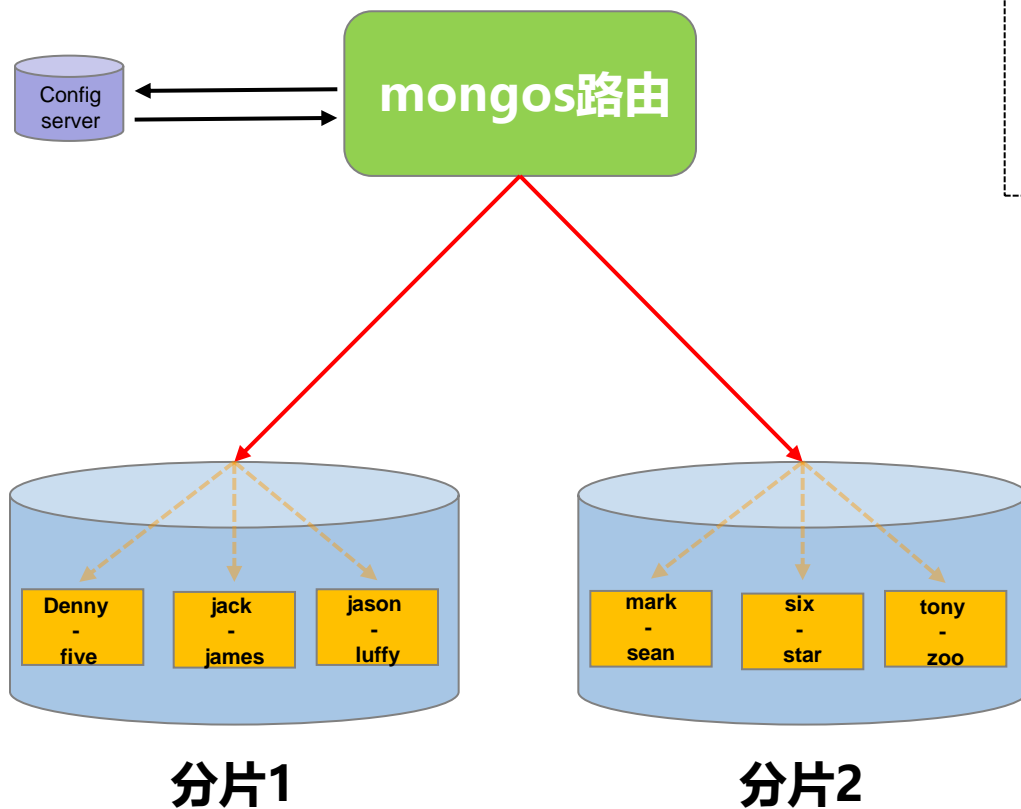 Config
server
mongos路由
Denny
-
five
jack
-
james
jason
-
luffy
mark
-
sean
six
-
star
tony
-
zoo
分片1
分片2